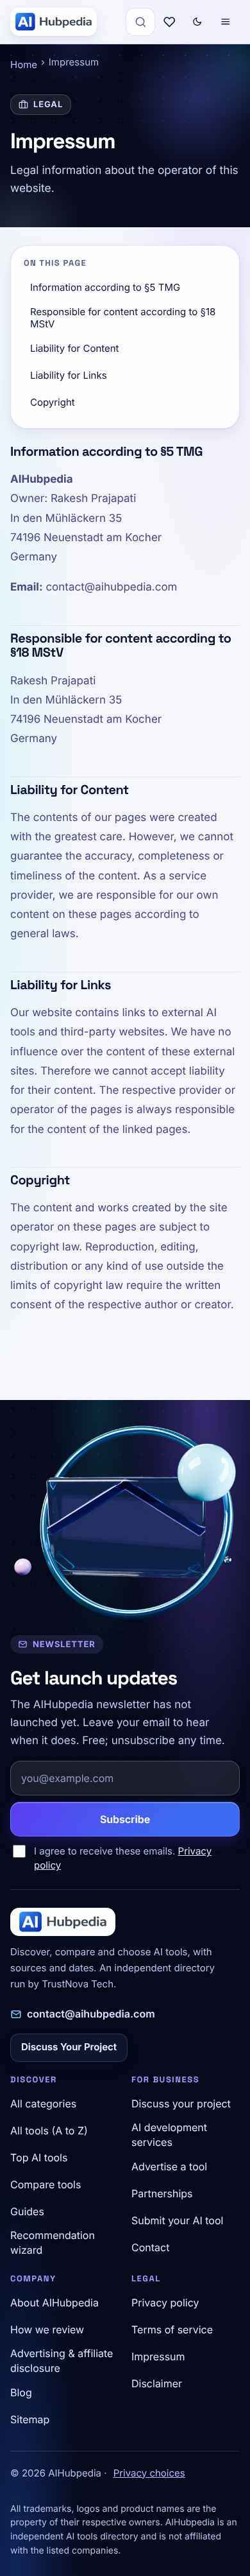 AI Hubpedia
Home › Impressum
LEGAL
Impressum
Legal information about the operator of this
website.
ON THIS PAGE
Information according to §5 TMG
Responsible for content according to §18
MStV
Liability for Content
Liability for Links
Copyright
Information according to §5 TMG
AIHubpedia
Owner: Rakesh Prajapati
In den Mühläckern 35
74196 Neuenstadt am Kocher
Germany
Email: contact@aihubpedia.com
Responsible for content according to
§18 MStV
Rakesh Prajapati
In den Mühläckern 35
74196 Neuenstadt am Kocher
Germany
Liability for Content
The contents of our pages were created
with the greatest care. However, we cannot
guarantee the accuracy, completeness or
timeliness of the content. As a service
provider, we are responsible for our own
content on these pages according to
general laws.
Liability for Links
Our website contains links to external AI
tools and third-party websites. We have no
influence over the content of these external
sites. Therefore we cannot accept liability
for their content. The respective provider or
operator of the pages is always responsible
for the content of the linked pages.
Copyright
The content and works created by the site
operator on these pages are subject to
copyright law. Reproduction, editing,
distribution or any kind of use outside the
limits of copyright law require the written
consent of the respective author or creator.
NEWSLETTER
Get launch updates
The AIHubpedia newsletter has not
launched yet. Leave your email to hear
when it does. Free; unsubscribe any time.
you@example.com
Subscribe
I agree to receive these emails. Privacy
policy
AI Hubpedia
Discover, compare and choose AI tools, with
sources and dates. An independent directory
run by TrustNova Tech.
contact@aihubpedia.com
Discuss Your Project
DISCOVER
All categories
All tools (A to Z)
Top AI tools
Compare tools
Guides
Recommendation
wizard
FOR BUSINESS
Discuss your project
AI development
services
Advertise a tool
Partnerships
Submit your AI tool
Contact
COMPANY
About AIHubpedia
How we review
Advertising & affiliate
disclosure
Blog
Sitemap
LEGAL
Privacy policy
Terms of service
Impressum
Disclaimer
© 2026 AIHubpedia · Privacy choices
All trademarks, logos and product names are the
property of their respective owners. AIHubpedia is an
independent AI tools directory and is not affiliated
with the listed companies.